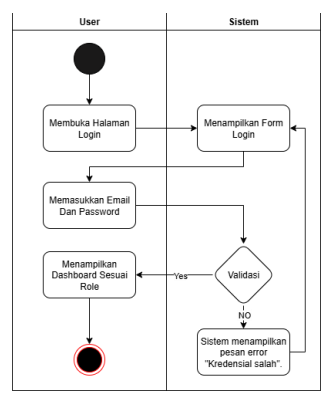 User
Sistem
Membuka Halaman
Login
Menampilkan Form
Login
Memasukkan Email
Dan Password
Menampilkan
Dashboard Sesuai
Role
Yes
Validasi
NO
Sistem menampilkan
pesan error
"Kredensial salah".